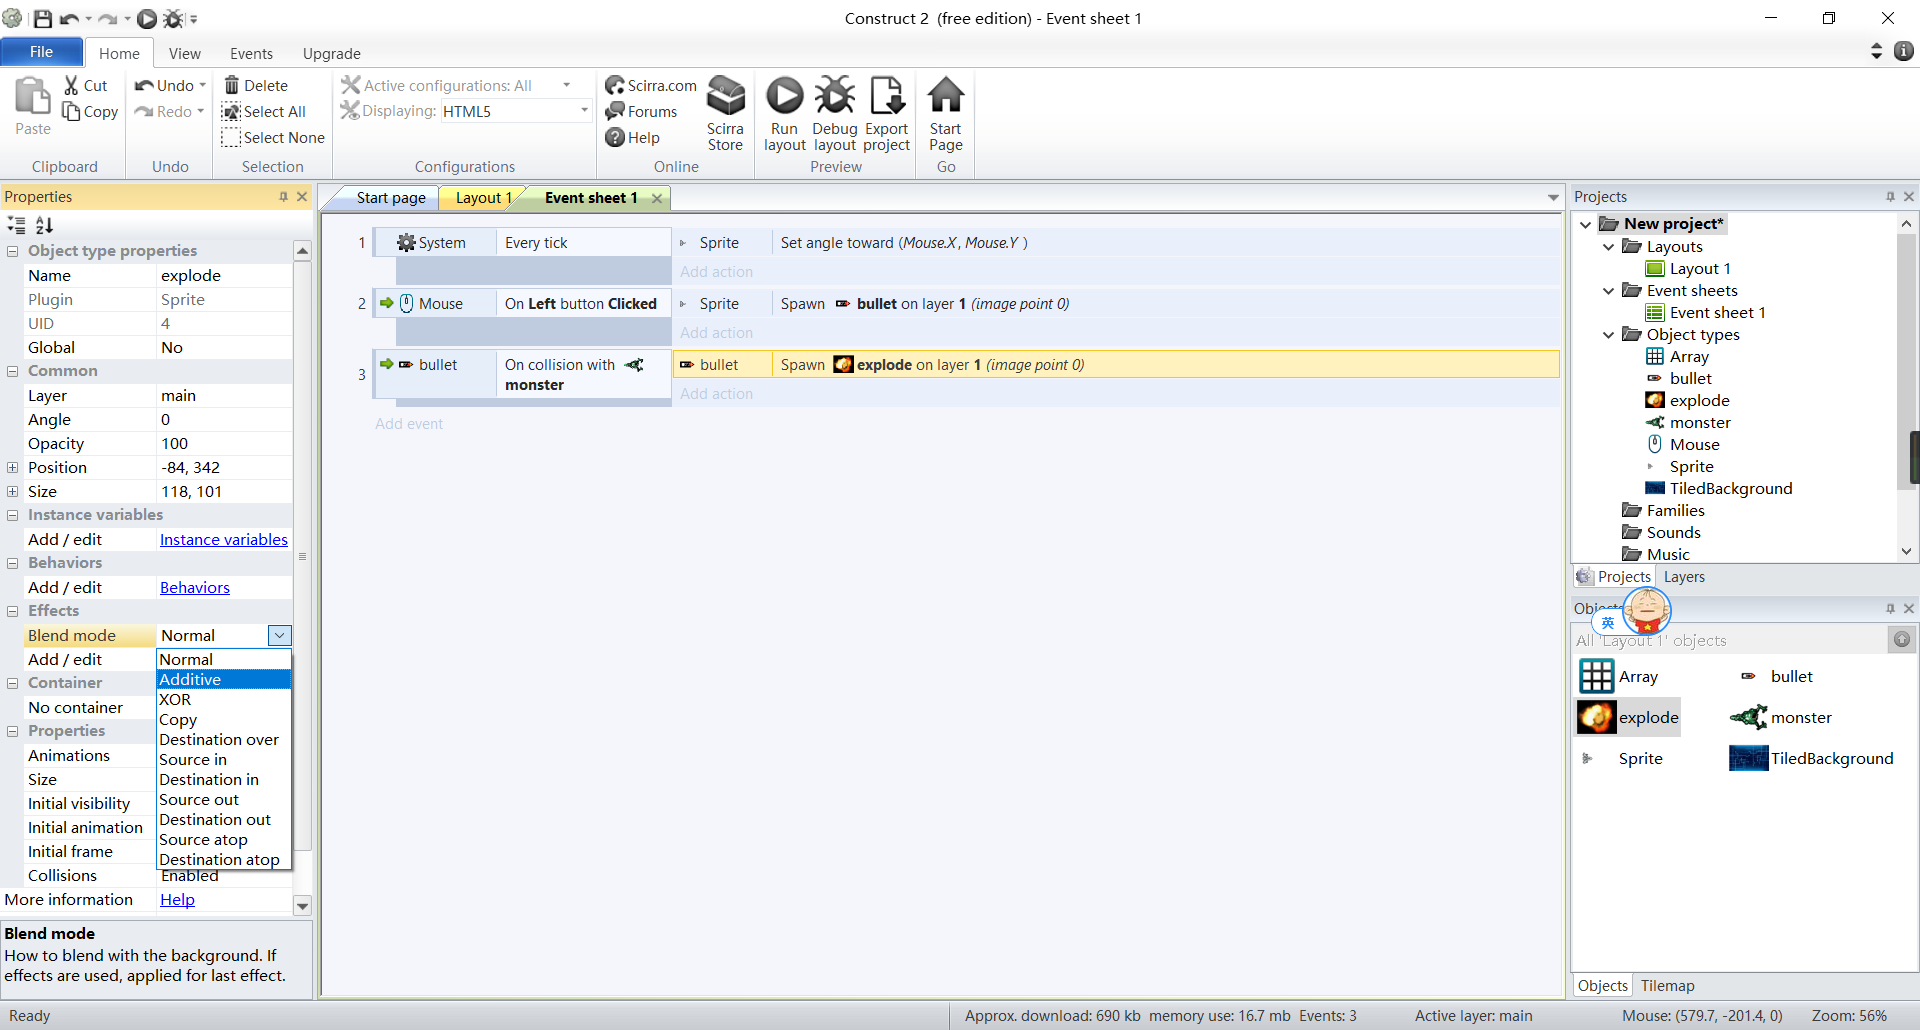 Construct 2  (free edition) - Event sheet 1
File
Home
View
Events
Upgrade
Paste
Cut
Copy
Clipboard
Undo
Redo
Undo
Delete
Select All
Select None
Selection
Active configurations: All
Displaying:
HTML5
Configurations
Scirra.com
Forums
Help
Scirra
Store
Online
Run
layout
Debug
layout
Export
project
Preview
Start
Page
Go
Properties
Object type properties
Name explode
Plugin Sprite
UID 4
Global No
Common
Layer main
Angle 0
Opacity 100
Position -84, 342
Size 118, 101
Instance variables
Add / edit Instance variables
Behaviors
Add / edit Behaviors
Effects
Blend mode Normal
Add / edit
Container
No container
Properties
Animations
Size
Initial visibility
Initial animation
Initial frame
Collisions Enabled
More information Help
Normal
Additive
XOR
Copy
Destination over
Source in
Destination in
Source out
Destination out
Source atop
Destination atop
Blend mode
How to blend with the background. If
effects are used, applied for last effect.
Start page
Layout 1
Event sheet 1
1 System Every tick Sprite Set angle toward (Mouse.X, Mouse.Y )
Add action
2 Mouse On Left button Clicked Sprite Spawn bullet on layer 1 (image point 0)
Add action
3 bullet On collision with
monster
bullet Spawn explode on layer 1 (image point 0)
Add action
Add event
Projects
New project*
Layouts
Layout 1
Event sheets
Event sheet 1
Object types
Array
bullet
explode
monster
Mouse
Sprite
TiledBackground
Families
Sounds
Music
Projects
Layers
Objects
英
All 'Layout 1' objects
Array
bullet
explode
monster
Sprite
TiledBackground
Objects
Tilemap
Ready
Approx. download: 690 kb  memory use: 16.7 mb  Events: 3
Active layer: main
Mouse: (579.7, -201.4, 0)
Zoom: 56%